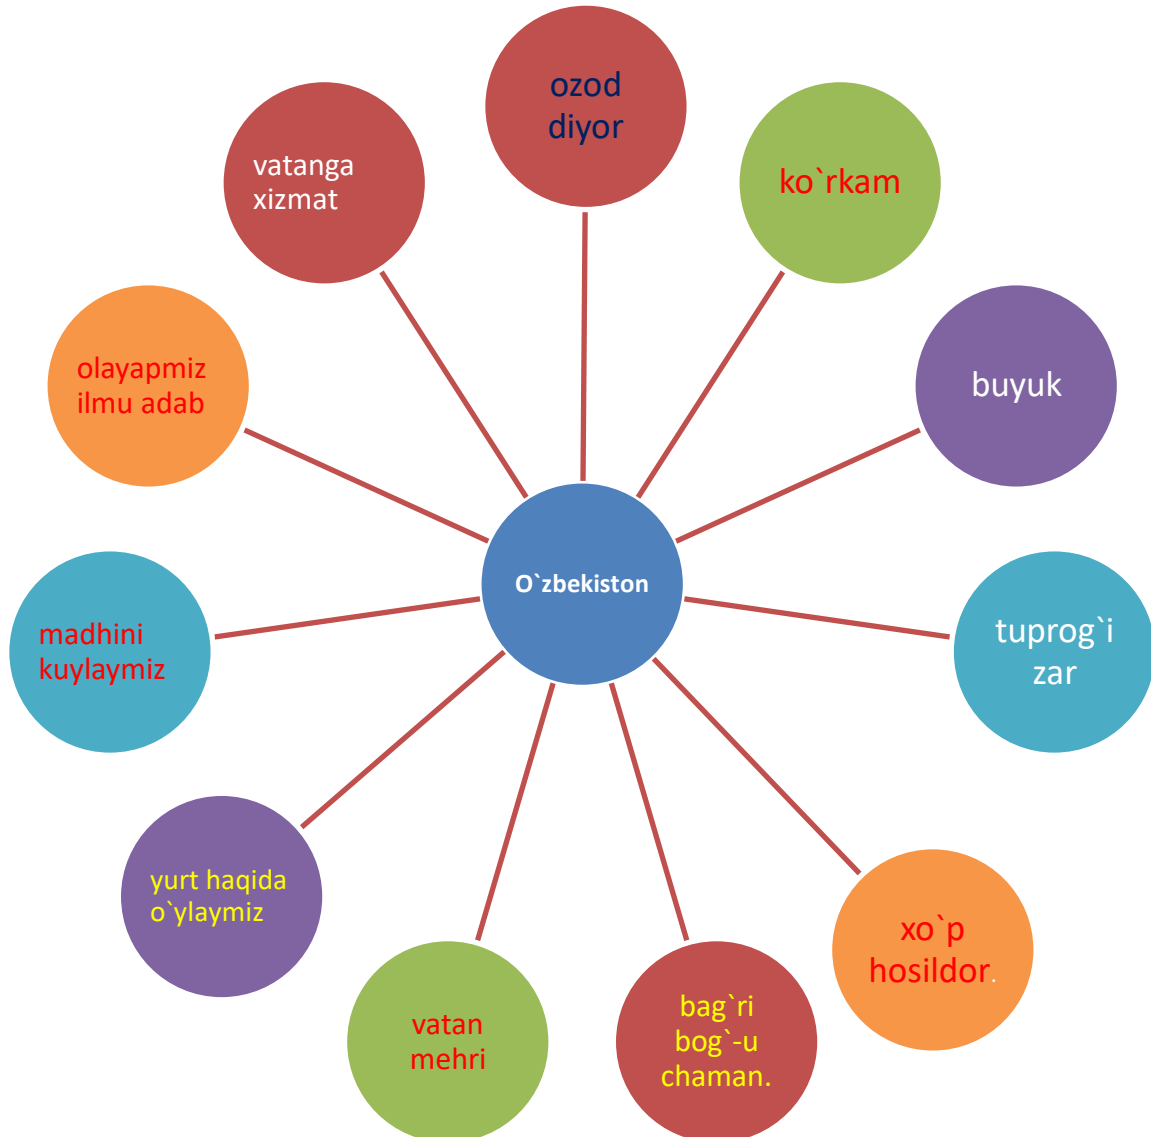 ozod
diyor
ko`rkam
buyuk
tuprog`i
zar
xo`p
hosildor.
bag`ri
bog`-u
chaman.
vatan
mehri
yurt haqida
o`ylaymiz
madhini
kuylaymiz
olayapmiz
ilmu adab
vatanga
xizmat
O`zbekiston